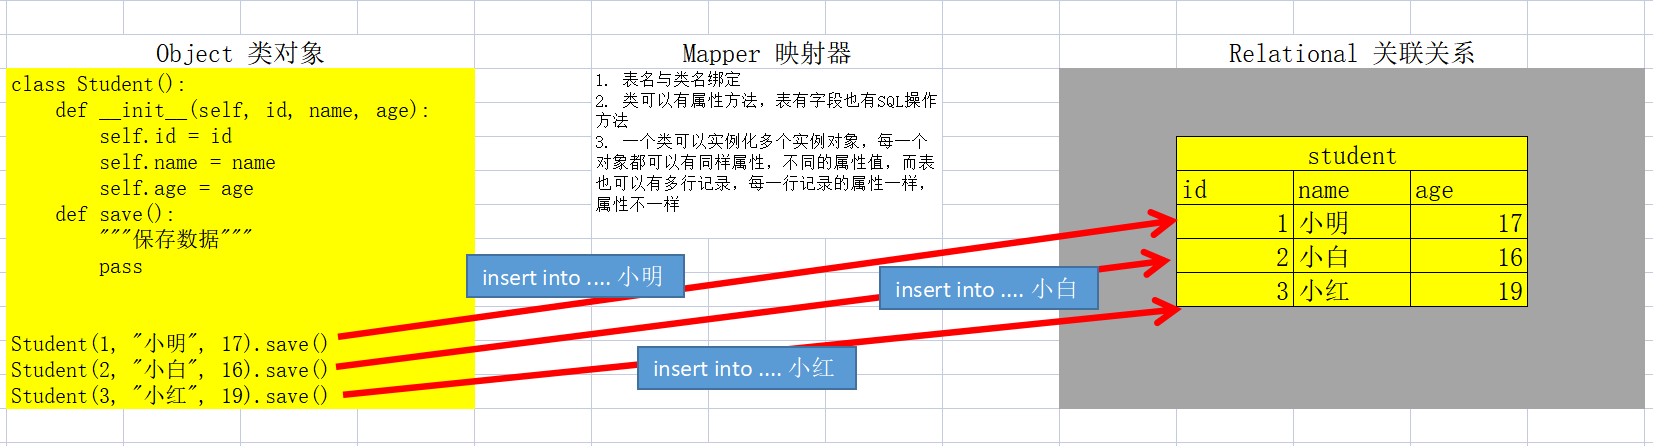 Object 类对象
class Student():
    def __init__(self, id, name, age):
        self.id = id
        self.name = name
        self.age = age
    def save():
        """保存数据"""
        pass
Student(1, "小明", 17).save()
Student(2, "小白", 16).save()
Student(3, "小红", 19).save()
Mapper 映射器
1. 表名与类名绑定
2. 类可以有属性方法，表有字段也有SQL操作
方法
3. 一个类可以实例化多个实例对象，每一个
对象都可以有同样属性，不同的属性值，而表
也可以有多行记录，每一行记录的属性一样，
属性不一样
insert into .... 小明
insert into .... 小白
insert into .... 小红
Relational 关联关系
student
id name age
1 小明 17
2 小白 16
3 小红 19